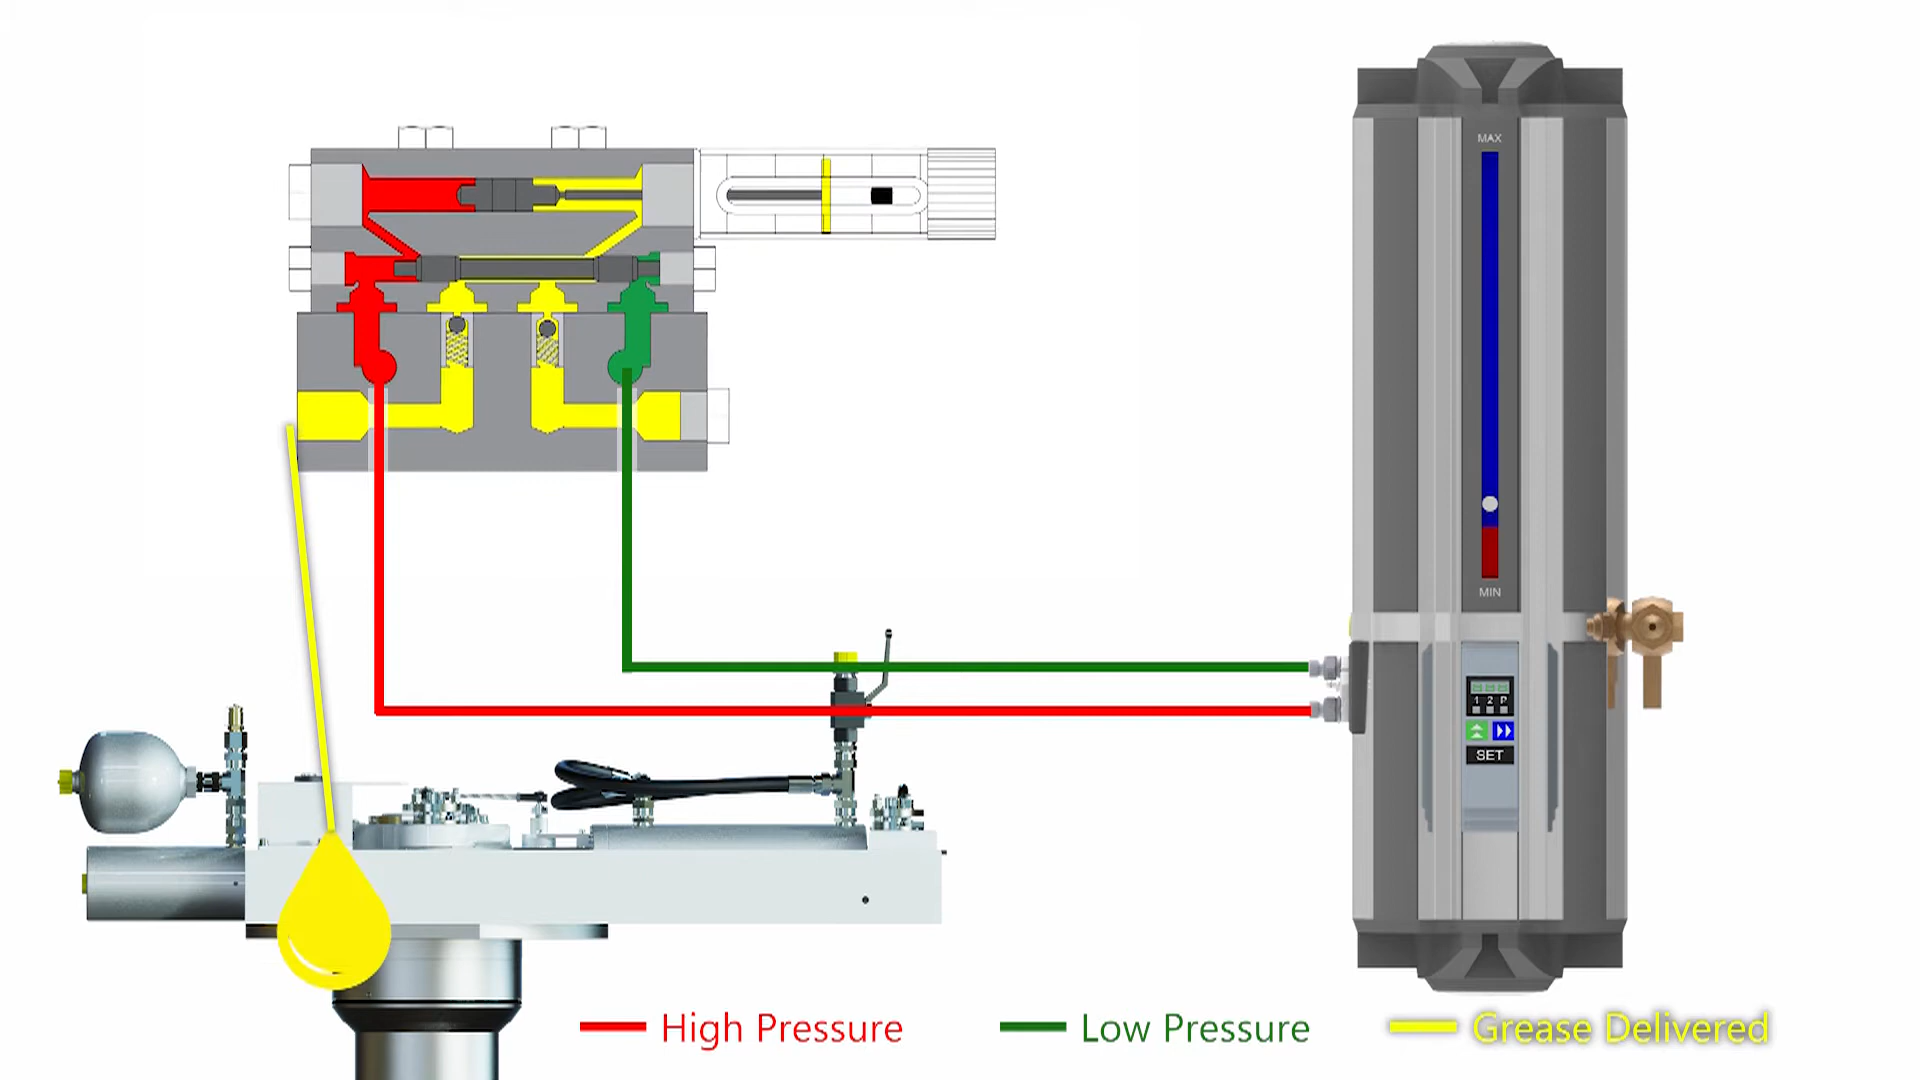 MAX
MIN
1 2 P
SET
High Pressure
Low Pressure
Grease Delivered